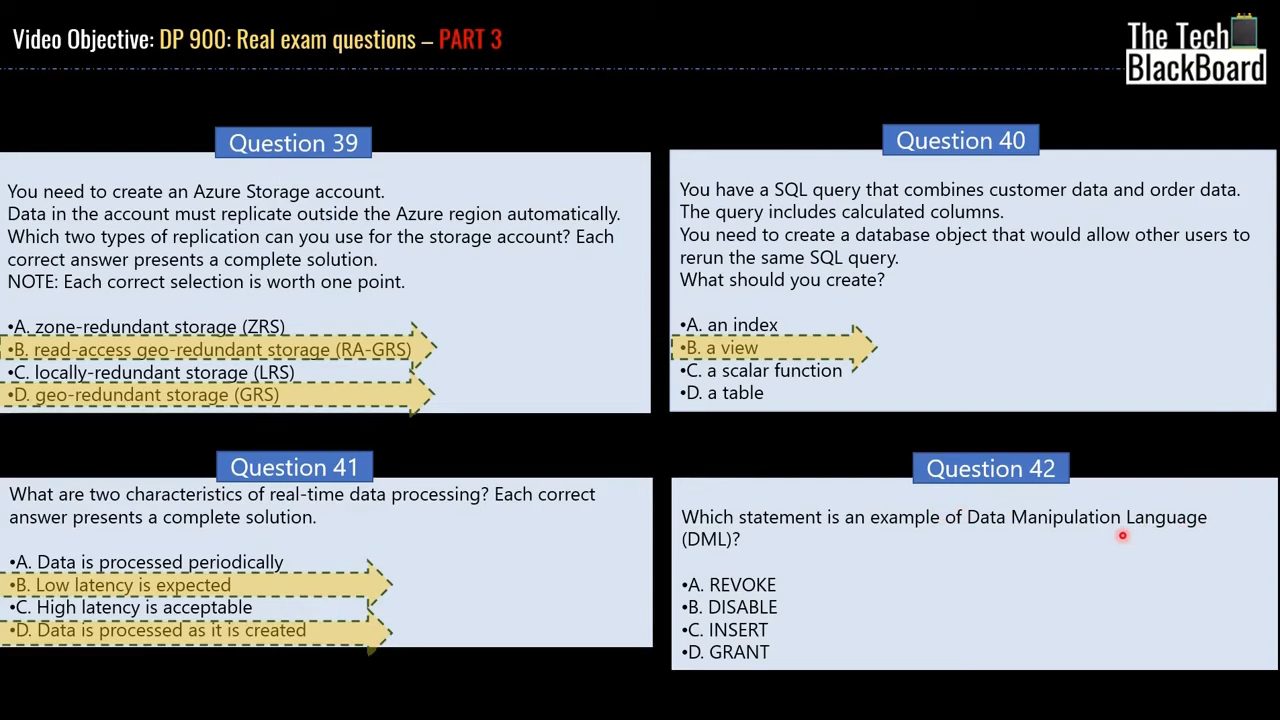 Video Objective: DP 900: Real exam questions – PART 3
The Tech
BlackBoard
Question 39
You need to create an Azure Storage account.
Data in the account must replicate outside the Azure region automatically.
Which two types of replication can you use for the storage account? Each
correct answer presents a complete solution.
NOTE: Each correct selection is worth one point.
•A. zone-redundant storage (ZRS)
•B. read-access geo-redundant storage (RA-GRS)
•C. locally-redundant storage (LRS)
•D. geo-redundant storage (GRS)
Question 40
You have a SQL query that combines customer data and order data.
The query includes calculated columns.
You need to create a database object that would allow other users to
rerun the same SQL query.
What should you create?
•A. an index
•B. a view
•C. a scalar function
•D. a table
Question 41
What are two characteristics of real-time data processing? Each correct
answer presents a complete solution.
•A. Data is processed periodically
•B. Low latency is expected
•C. High latency is acceptable
•D. Data is processed as it is created
Question 42
Which statement is an example of Data Manipulation Language
(DML)?
•A. REVOKE
•B. DISABLE
•C. INSERT
•D. GRANT